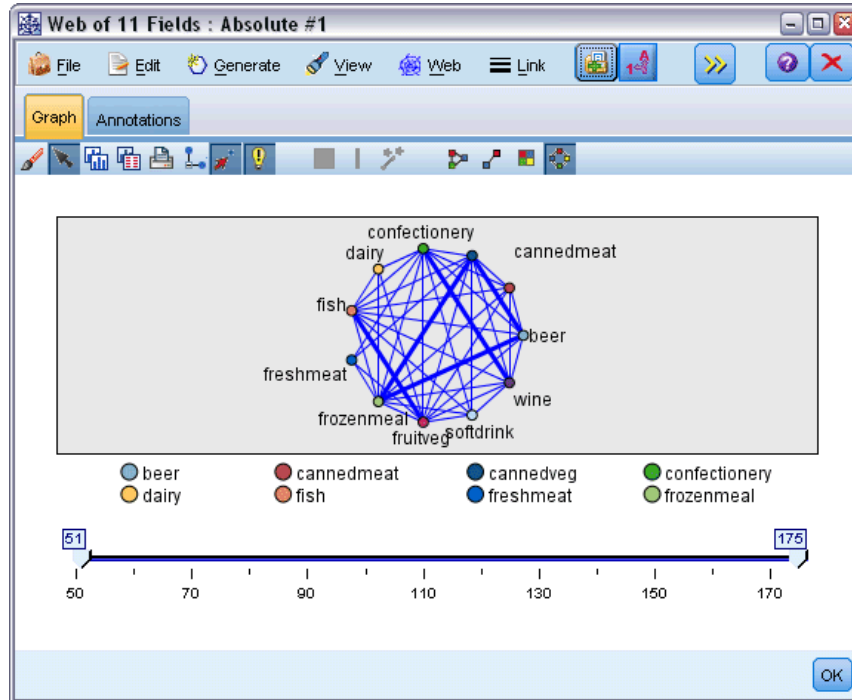 Web of 11 Fields : Absolute #1
File Edit Generate View Web Link
Graph Annotations
confectionery
dairy cannedmeat
fish
beer
freshmeat
wine
frozenmeal
softdrink
fruitveg
beer cannedmeat cannedveg confectionery
dairy fish freshmeat frozenmeal
51 175
50 70 90 110 130 150 170
OK